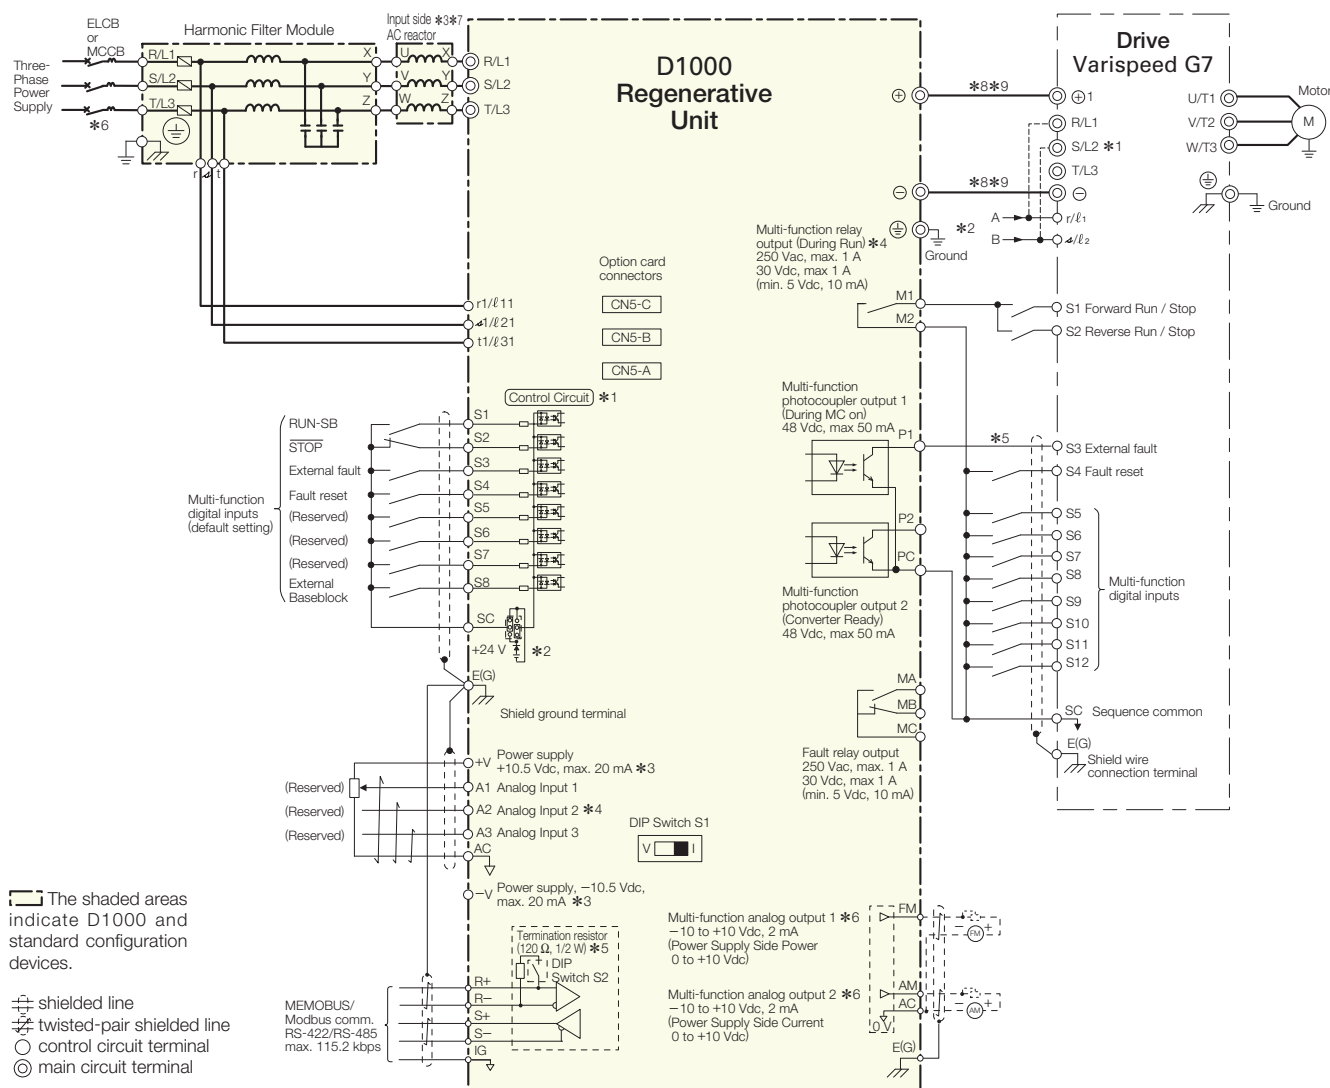 ELCB
or
MCCB
Harmonic Filter Module
Input side *3*7
AC reactor
Three-
Phase
Power
Supply
*6
R/L1
S/L2
T/L3
X
Y
Z
U
V
W
X
Y
Z
R/L1
S/L2
T/L3
r
s
t
D1000
Regenerative
Unit
Drive
Varispeed G7
*8*9
+1
R/L1
S/L2 *1
T/L3
*8*9
A
r/ℓ1
B
s/ℓ2
U/T1
V/T2
W/T3
Motor
M
Ground
*2
Ground
Multi-function relay
output (During Run) *4
250 Vac, max. 1 A
30 Vdc, max 1 A
(min. 5 Vdc, 10 mA)
M1
M2
S1 Forward Run / Stop
S2 Reverse Run / Stop
Option card
connectors
CN5-C
CN5-B
CN5-A
r1/ℓ11
s1/ℓ21
t1/ℓ31
Control Circuit *1
Multi-function
digital inputs
(default setting)
RUN-SB
STOP
External fault
Fault reset
(Reserved)
(Reserved)
(Reserved)
External
Baseblock
S1
S2
S3
S4
S5
S6
S7
S8
SC
+24 V
*2
E(G)
Shield ground terminal
Multi-function
photocoupler output 1
(During MC on)
48 Vdc, max 50 mA
P1
*5
S3 External fault
S4 Fault reset
P2
PC
Multi-function
photocoupler output 2
(Converter Ready)
48 Vdc, max 50 mA
S5
S6
S7
S8
S9
S10
S11
S12
Multi-function
digital inputs
MA
MB
MC
Fault relay output
250 Vac, max. 1 A
30 Vdc, max 1 A
(min. 5 Vdc, 10 mA)
SC Sequence common
E(G)
Shield wire
connection terminal
+V Power supply
+10.5 Vdc, max. 20 mA *3
(Reserved)
A1 Analog Input 1
(Reserved)
A2 Analog Input 2 *4
(Reserved)
A3 Analog Input 3
AC
−V Power supply, −10.5 Vdc,
max. 20 mA *3
DIP Switch S1
V I
The shaded areas
indicate D1000 and
standard configuration
devices.
shielded line
twisted-pair shielded line
control circuit terminal
main circuit terminal
MEMOBUS/
Modbus comm.
RS-422/RS-485
max. 115.2 kbps
Termination resistor
(120 Ω, 1/2 W) *5
DIP
Switch S2
R+
R−
S+
S−
IG
Multi-function analog output 1 *6
−10 to +10 Vdc, 2 mA
(Power Supply Side Power
0 to +10 Vdc)
Multi-function analog output 2 *6
−10 to +10 Vdc, 2 mA
(Power Supply Side Current
0 to +10 Vdc)
FM
AM
AC
0 V
E(G)
− +
FM
− +
AM